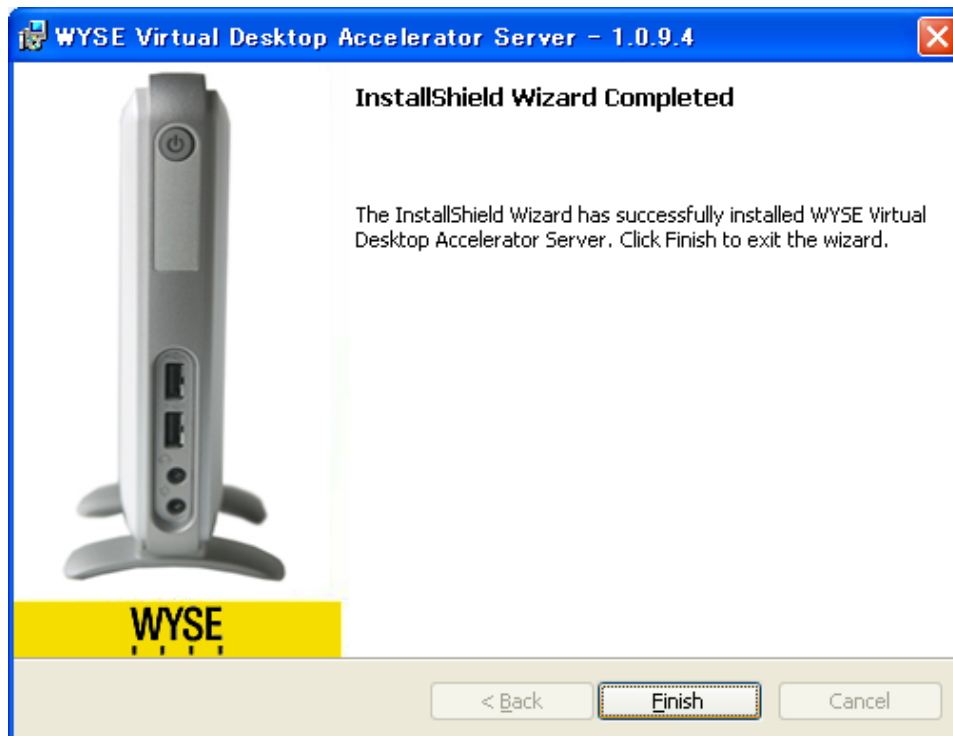 WYSE Virtual Desktop Accelerator Server - 1.0.9.4
InstallShield Wizard Completed
The InstallShield Wizard has successfully installed WYSE Virtual
Desktop Accelerator Server. Click Finish to exit the wizard.
WYSE
< Back
Finish
Cancel